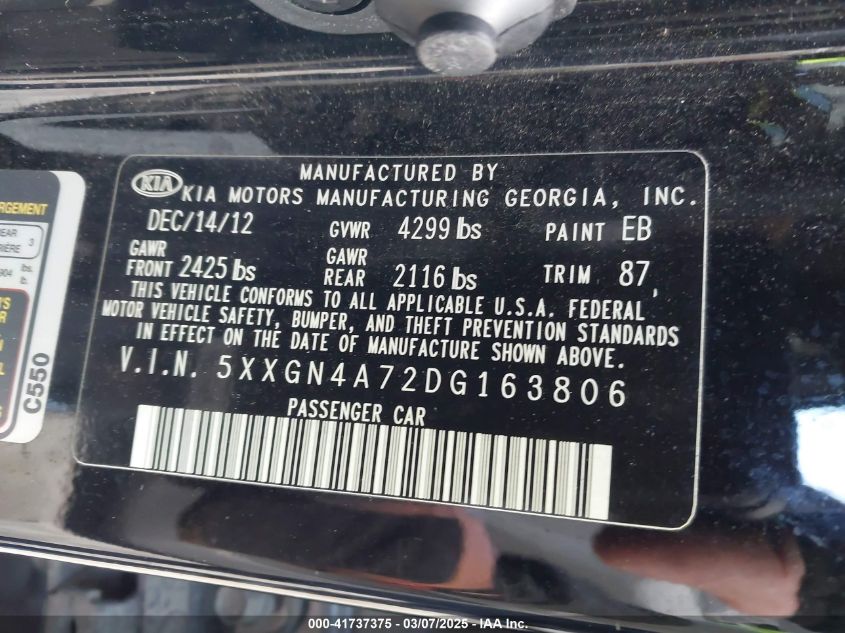 MANUFACTURED BY
KIA KIA MOTORS MANUFACTURING GEORGIA, INC.
DEC/14/12 GVWR 4299 lbs PAINT EB
GAWR FRONT 2425 lbs GAWR REAR 2116 lbs TRIM 87,
THIS VEHICLE CONFORMS TO ALL APPLICABLE U.S.A. FEDERAL
MOTOR VEHICLE SAFETY, BUMPER, AND THEFT PREVENTION STANDARDS
IN EFFECT ON THE DATE OF MANUFACTURE SHOWN ABOVE.
V.I.N. 5XXGN4A72DG163806
PASSENGER CAR
3
904 lbs.
C550
000-41737375 - 03/07/2025 - IAA Inc.